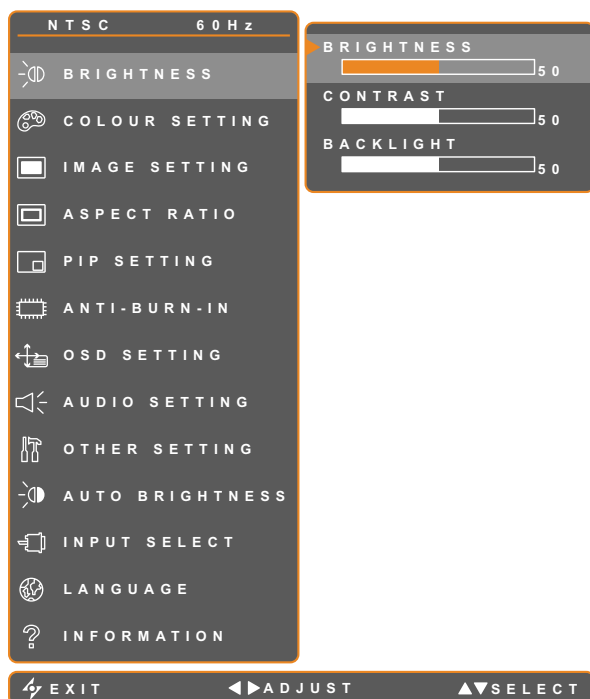 NTSC 60Hz
BRIGHTNESS
COLOUR SETTING
IMAGE SETTING
ASPECT RATIO
PIP SETTING
ANTI-BURN-IN
OSD SETTING
AUDIO SETTING
OTHER SETTING
AUTO BRIGHTNESS
INPUT SELECT
LANGUAGE
INFORMATION
BRIGHTNESS
50
CONTRAST
50
BACKLIGHT
50
EXIT ◀▶ADJUST ▲▼SELECT